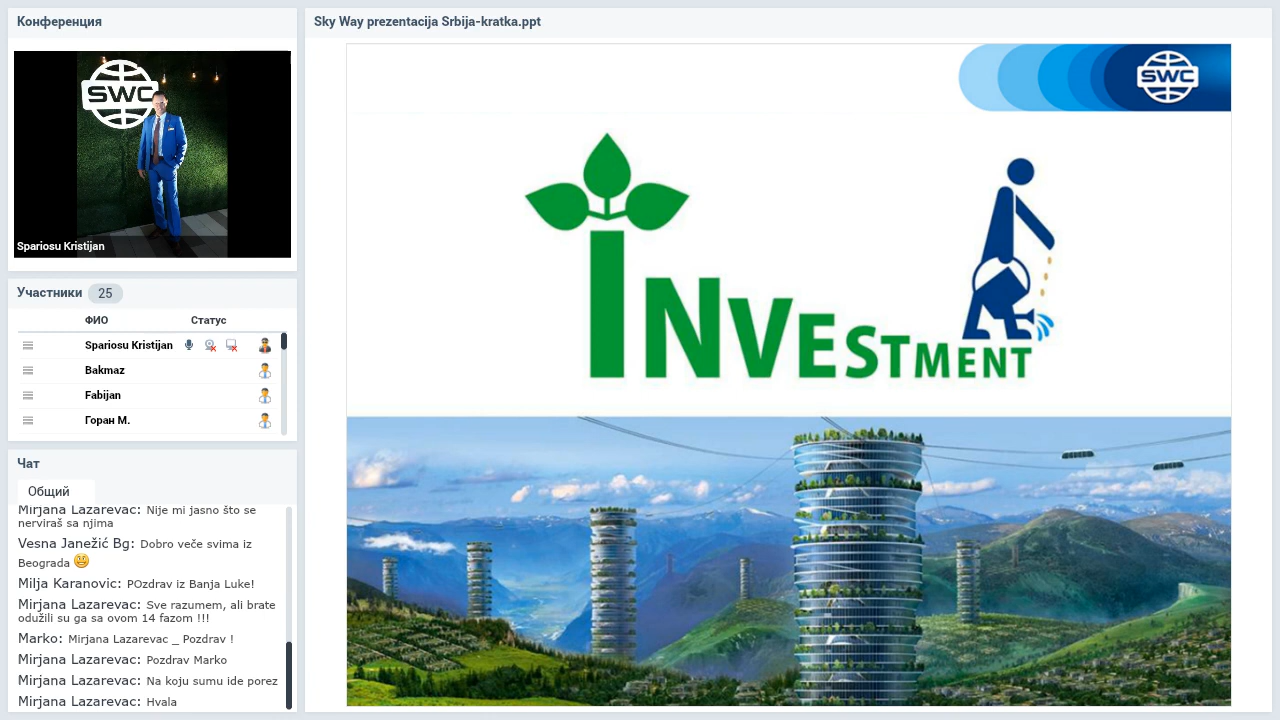 Конференция
SWC
Spariosu Kristijan
Участники 25
ФИО Статус
Spariosu Kristijan
Bakmaz
Fabijan
Горан М.
Чат
Общий
Mirjana Lazarevac: Nije mi jasno što se
nerviraš sa njima
Vesna Janežić Bg: Dobro veče svima iz
Beograda
Milja Karanovic: POzdrav iz Banja Luke!
Mirjana Lazarevac: Sve razumem, ali brate
odužili su ga sa ovom 14 fazom !!!
Marko: Mirjana Lazarevac_ pozdrav !
Mirjana Lazarevac: Pozdrav Marko
Mirjana Lazarevac: Na koju sumu ide porez
Mirjana Lazarevac: Hvala
Sky Way prezentacija Srbija-kratka.ppt
SWC
INVESTMENT